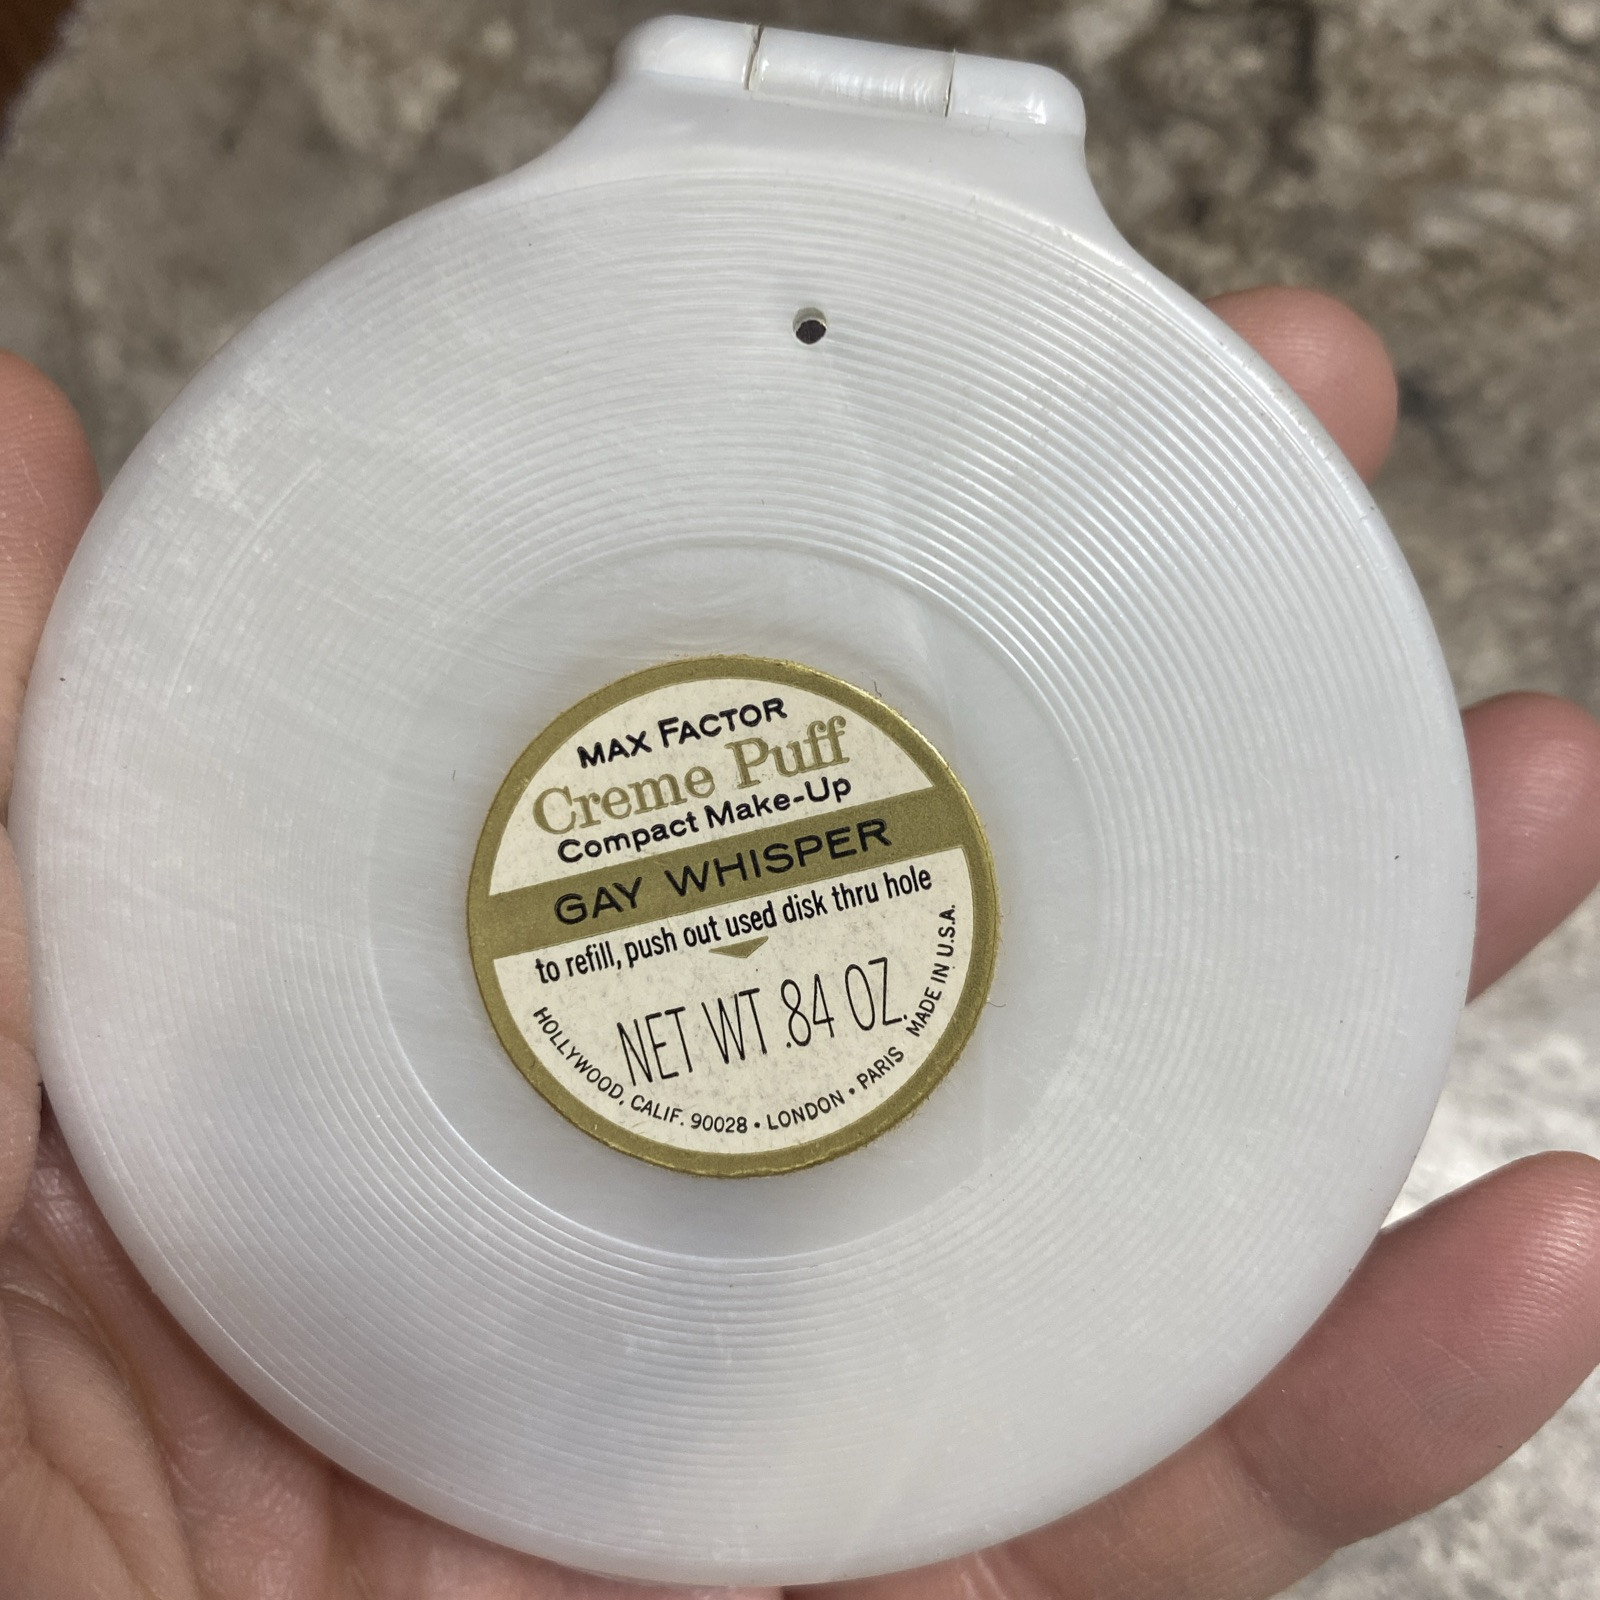 MAX FACTOR
Creme Puff
Compact Make-Up
GAY WHISPER
to refill, push out used disk thru hole
NET WT .84 OZ.
HOLLYWOOD, CALIF. 90028 • LONDON • PARIS MADE IN U.S.A.